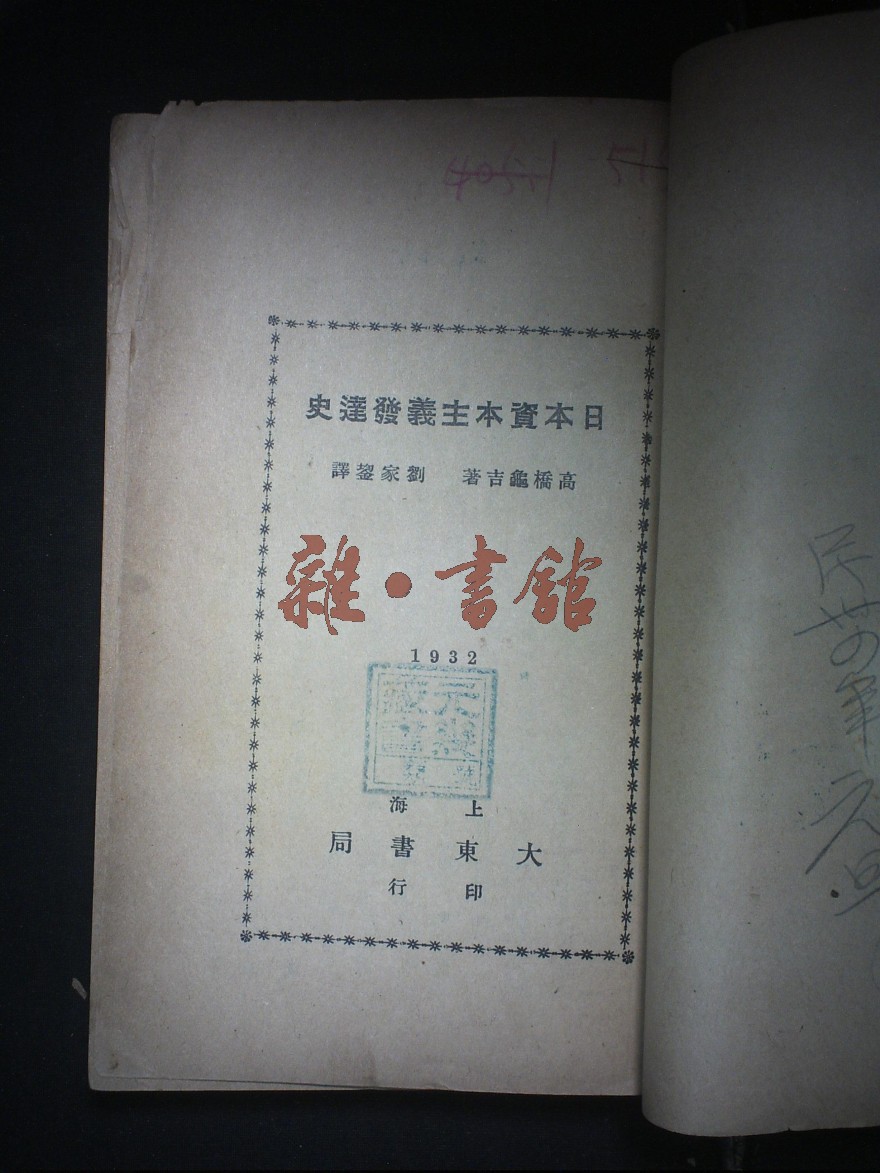 日本資本主義發達史
高橋龜吉著 劉家鋆譯
雜·書館
1932
上海
大東書局
印行